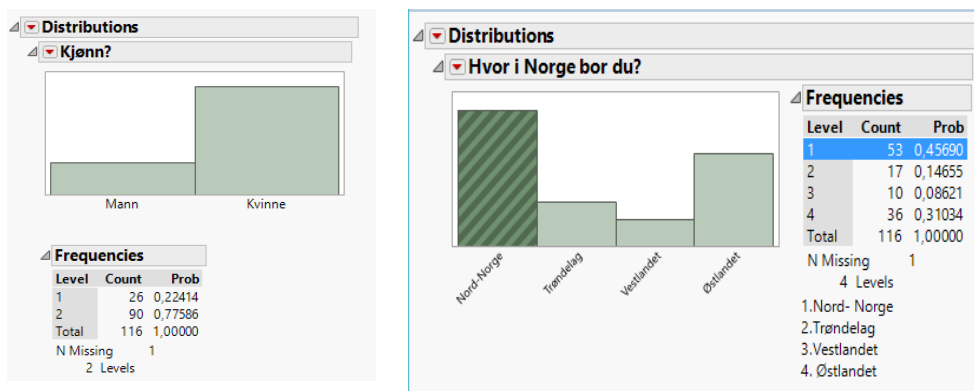 Distributions
Kjønn?
Mann Kvinne
Frequencies
Level Count Prob
1 26 0,22414
2 90 0,77586
Total 116 1,00000
N Missing 1
2 Levels
Distributions
Hvor i Norge bor du?
Nord-Norge Trøndelag Vestlandet Østlandet
Frequencies
Level Count Prob
1 53 0,45690
2 17 0,14655
3 10 0,08621
4 36 0,31034
Total 116 1,00000
N Missing 1
4 Levels
1.Nord- Norge
2.Trøndelag
3.Vestlandet
4. Østlandet